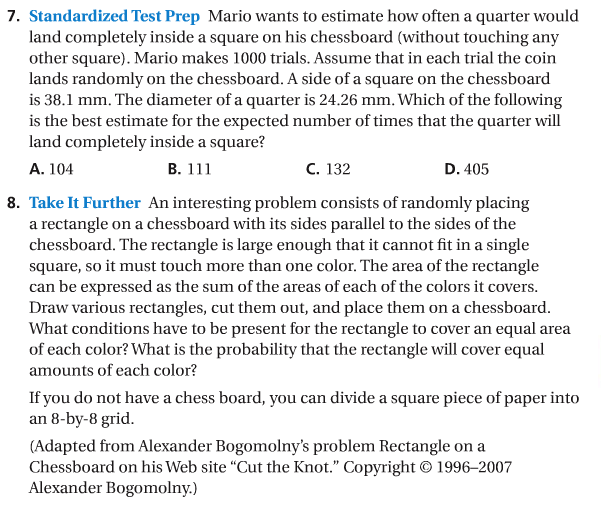 7. Standardized Test Prep Mario wants to estimate how often a quarter would
land completely inside a square on his chessboard (without touching any
other square). Mario makes 1000 trials. Assume that in each trial the coin
lands randomly on the chessboard. A side of a square on the chessboard
is 38.1 mm. The diameter of a quarter is 24.26 mm. Which of the following
is the best estimate for the expected number of times that the quarter will
land completely inside a square?
A. 104 B. 111 C. 132 D. 405
8. Take It Further An interesting problem consists of randomly placing
a rectangle on a chessboard with its sides parallel to the sides of the
chessboard. The rectangle is large enough that it cannot fit in a single
square, so it must touch more than one color. The area of the rectangle
can be expressed as the sum of the areas of each of the colors it covers.
Draw various rectangles, cut them out, and place them on a chessboard.
What conditions have to be present for the rectangle to cover an equal area
of each color? What is the probability that the rectangle will cover equal
amounts of each color?
If you do not have a chess board, you can divide a square piece of paper into
an 8-by-8 grid.
(Adapted from Alexander Bogomolny's problem Rectangle on a
Chessboard on his Web site “Cut the Knot.” Copyright © 1996–2007
Alexander Bogomolny.)